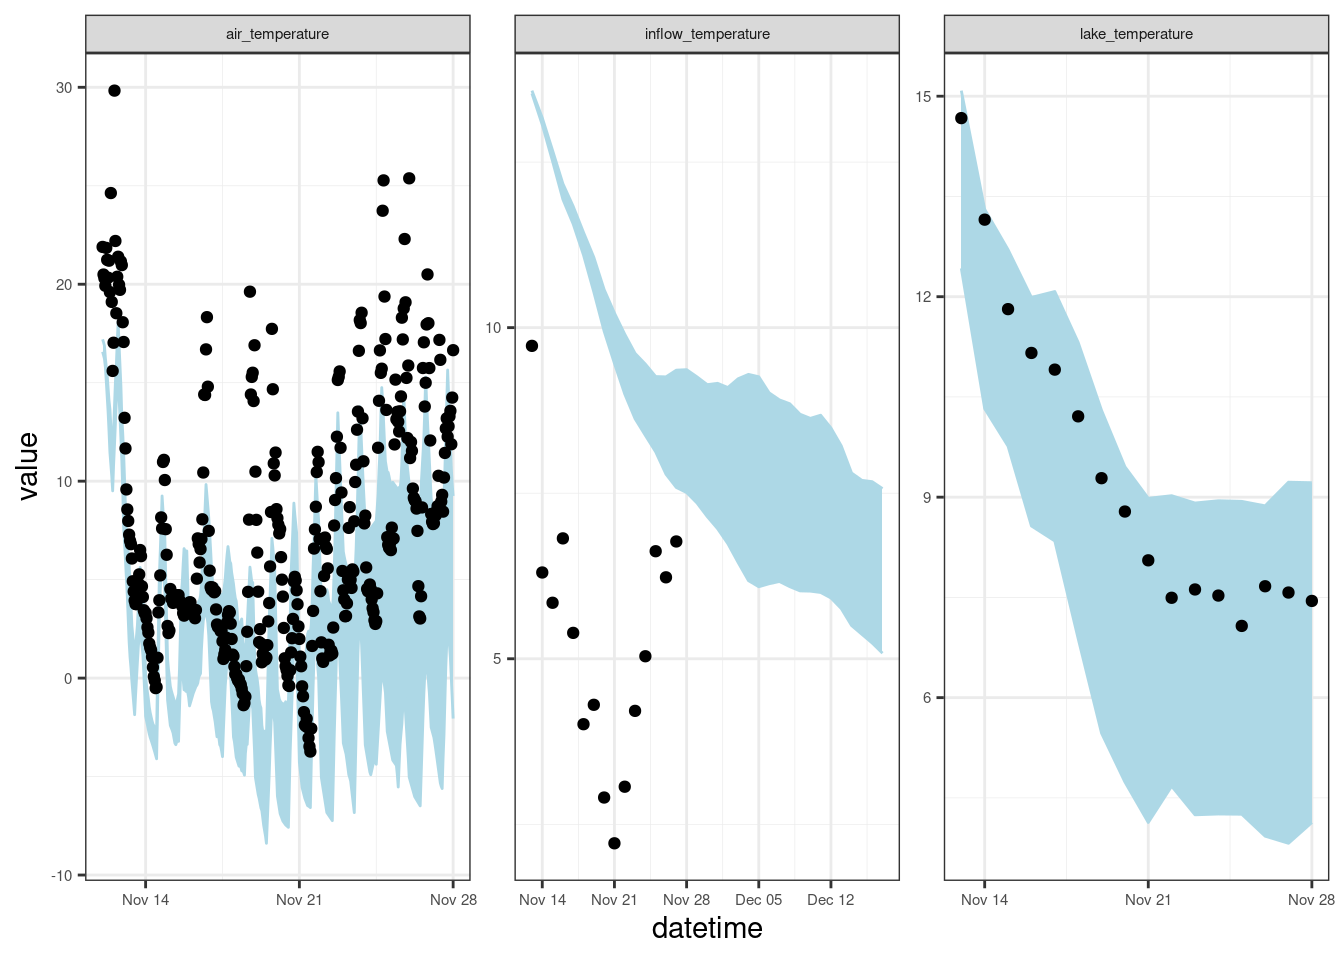 air_temperature
inflow_temperature
lake_temperature
value
30
20
10
0
-10
10
5
15
12
9
6
Nov 14
Nov 21
Nov 28
Nov 14
Nov 21
Nov 28
Dec 05
Dec 12
Nov 14
Nov 21
Nov 28
datetime